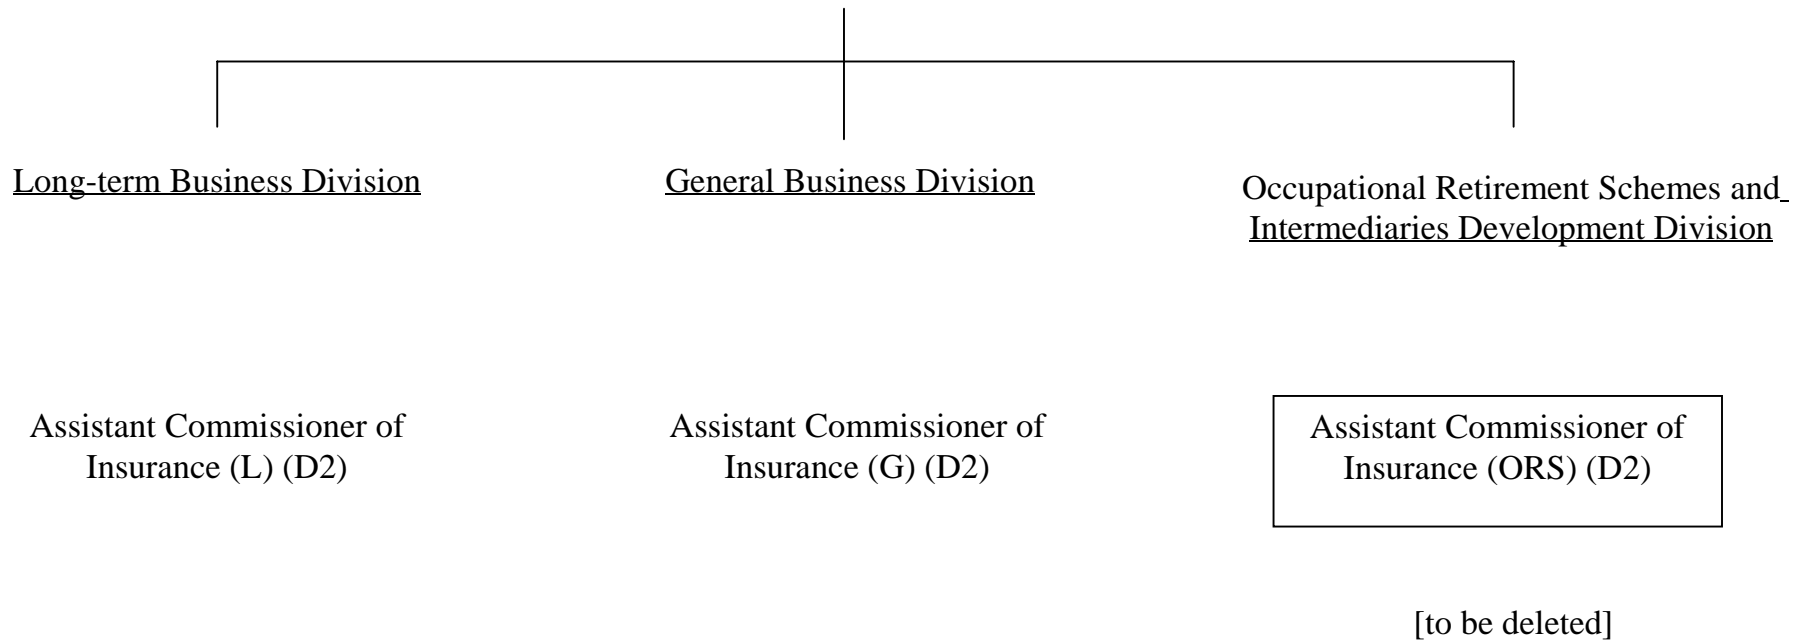 Long-term Business Division
General Business Division
Occupational Retirement Schemes and
Intermediaries Development Division
Assistant Commissioner of
Insurance (L) (D2)
Assistant Commissioner of
Insurance (G) (D2)
Assistant Commissioner of
Insurance (ORS) (D2)
[to be deleted]